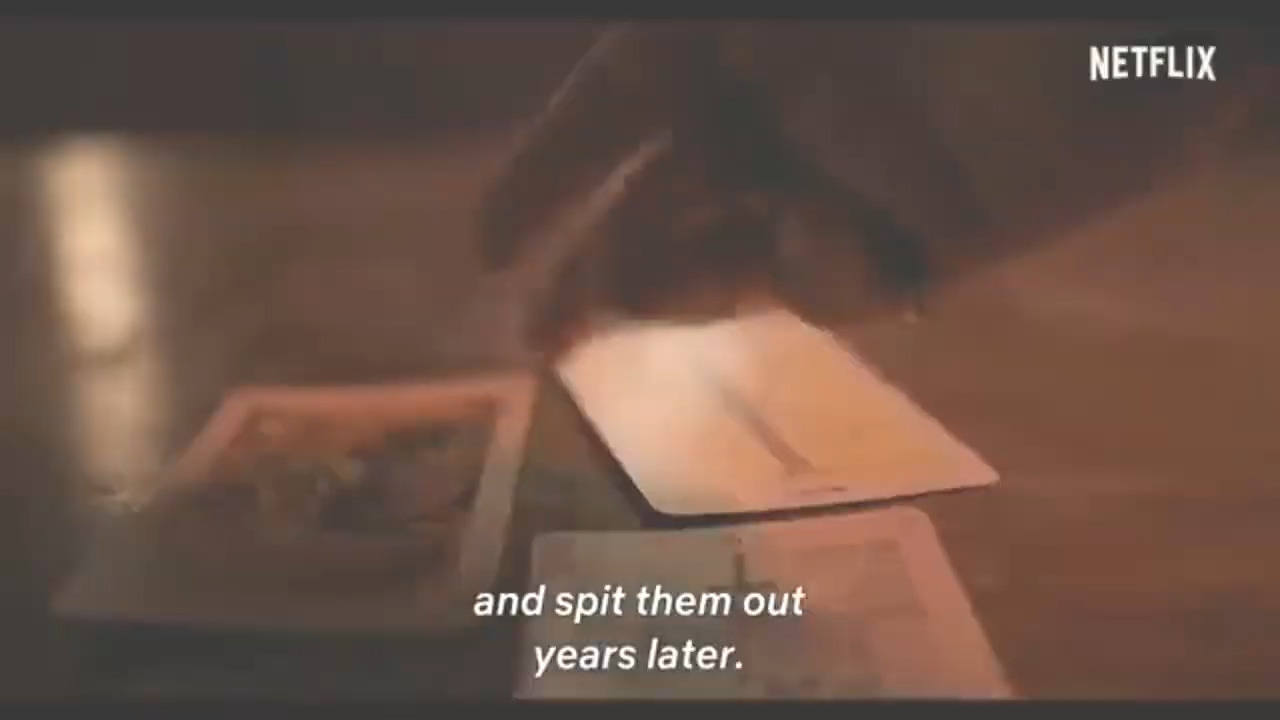 NETFLIX
and spit them out
years later.